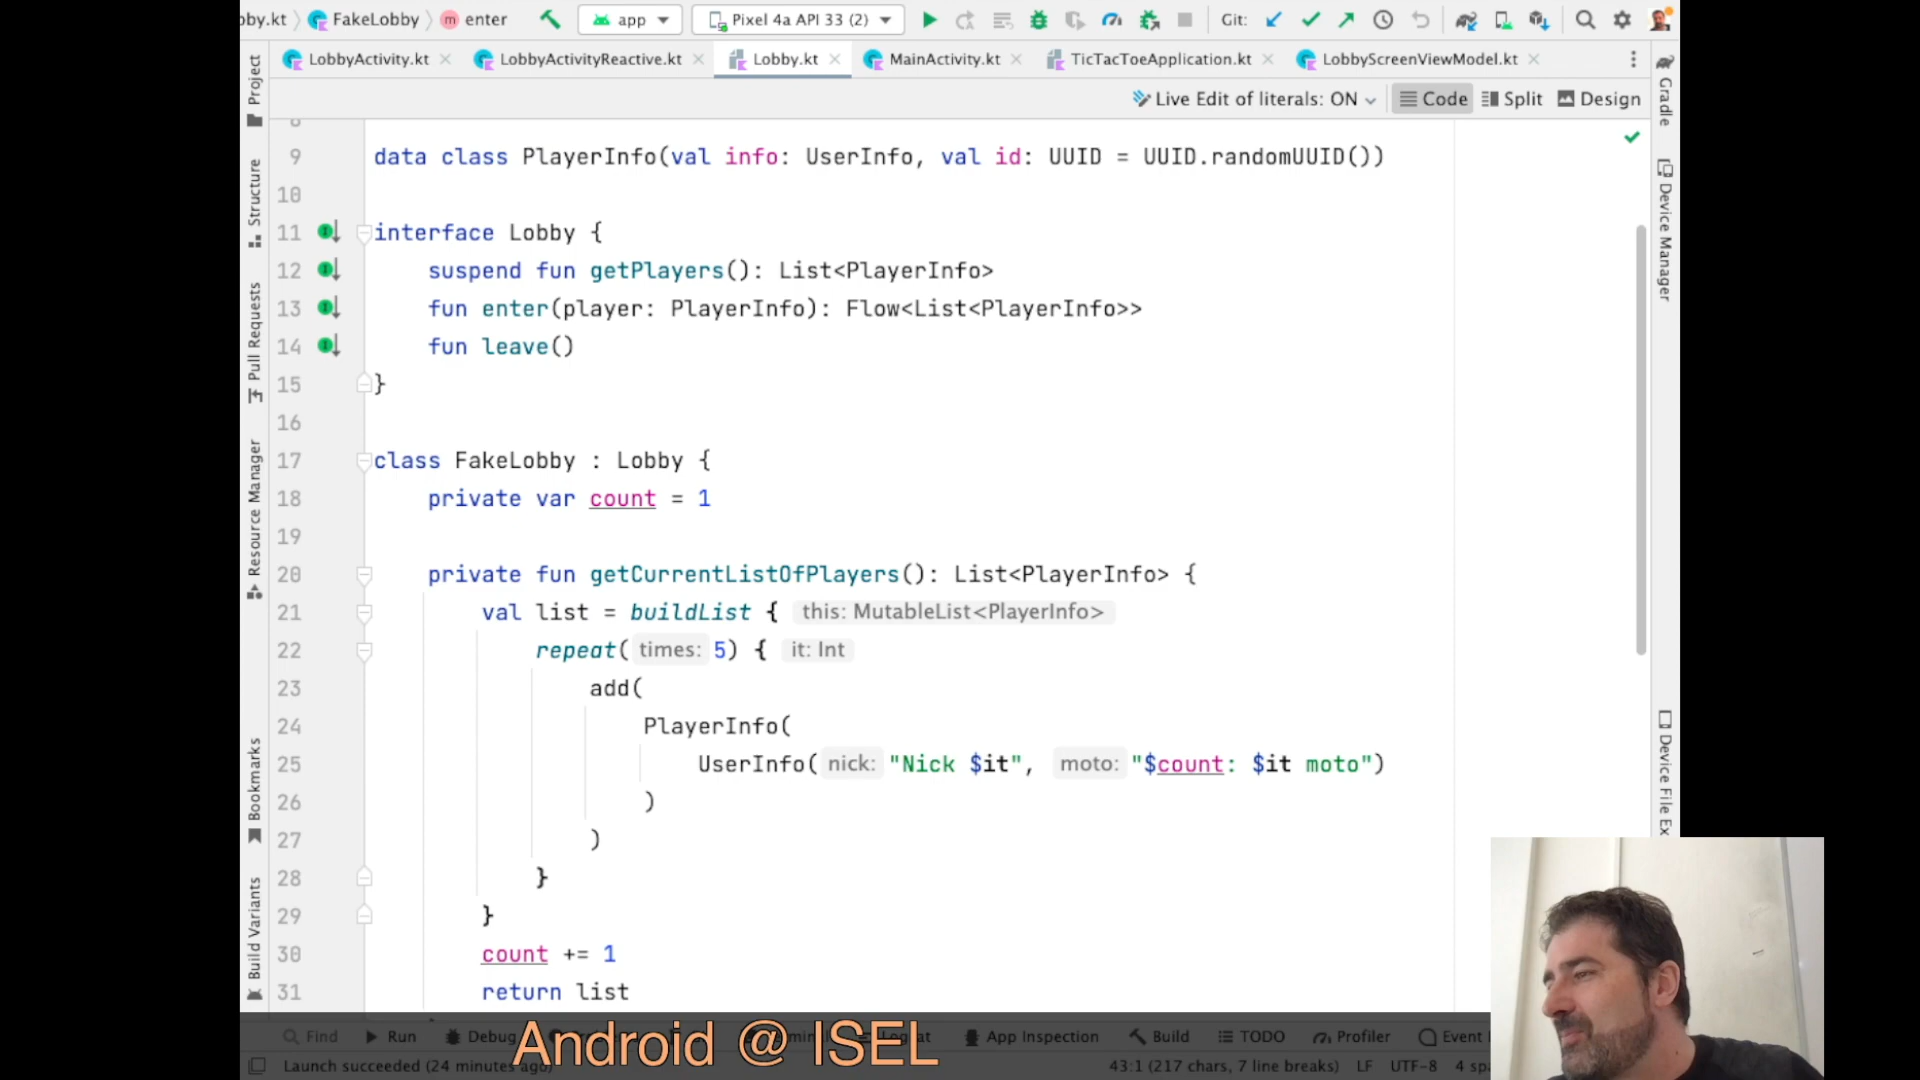 oby.kt FakeLobby m enter app Pixel 4a API 33 (2) Git:
LobbyActivity.kt LobbyActivityReactive.kt Lobby.kt MainActivity.kt TicTacToeApplication.kt LobbyScreenViewModel.kt
Live Edit of literals: ON Code Split Design
Project
Structure
Pull Requests
Resource Manager
Bookmarks
Build Variants
8
9 data class PlayerInfo(val info: UserInfo, val id: UUID = UUID.randomUUID())
10
11 interface Lobby {
12 suspend fun getPlayers(): List<PlayerInfo>
13 fun enter(player: PlayerInfo): Flow<List<PlayerInfo>>
14 fun leave()
15 }
16
17 class FakeLobby : Lobby {
18 private var count = 1
19
20 private fun getCurrentListOfPlayers(): List<PlayerInfo> {
21 val list = buildList { this: MutableList<PlayerInfo>
22 repeat( times: 5) { it: Int
23 add(
24 PlayerInfo(
25 UserInfo( nick: "Nick $it", moto: "$count: $it moto")
26 )
27 )
28 }
29 }
30 count += 1
31 return list
Gradle
Device Manager
Device File Ex
Find Run Debug App Inspection Build TODO Profiler Event
Android @ ISEL
Launch succeeded (24 minutes ago) 43:1 (217 chars, 7 line breaks) LF UTF-8 4 spa